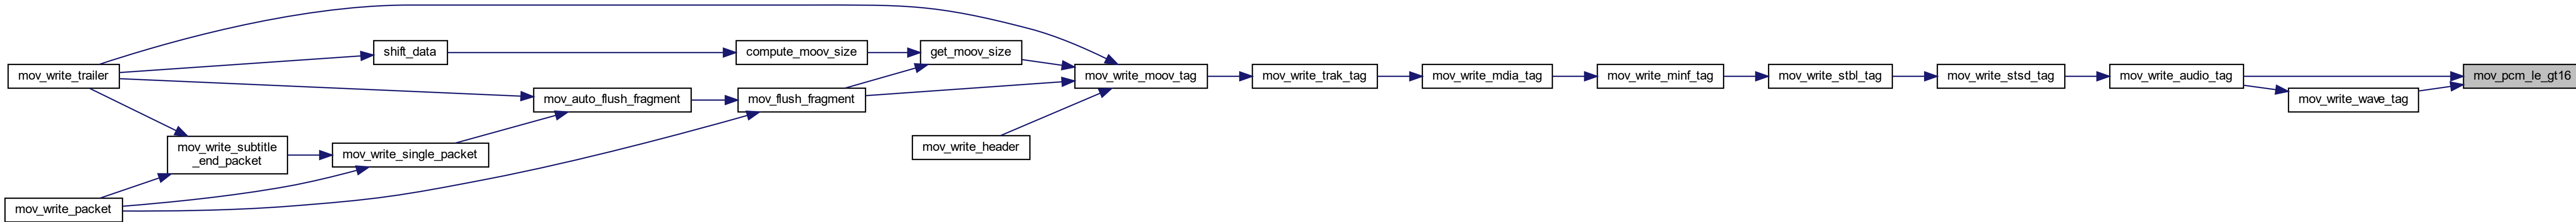 mov_write_trailer
shift_data
compute_moov_size
get_moov_size
mov_write_moov_tag
mov_write_trak_tag
mov_write_mdia_tag
mov_write_minf_tag
mov_write_stbl_tag
mov_write_stsd_tag
mov_write_audio_tag
mov_pcm_le_gt16
mov_auto_flush_fragment
mov_flush_fragment
mov_write_wave_tag
mov_write_subtitle
_end_packet
mov_write_single_packet
mov_write_header
mov_write_packet